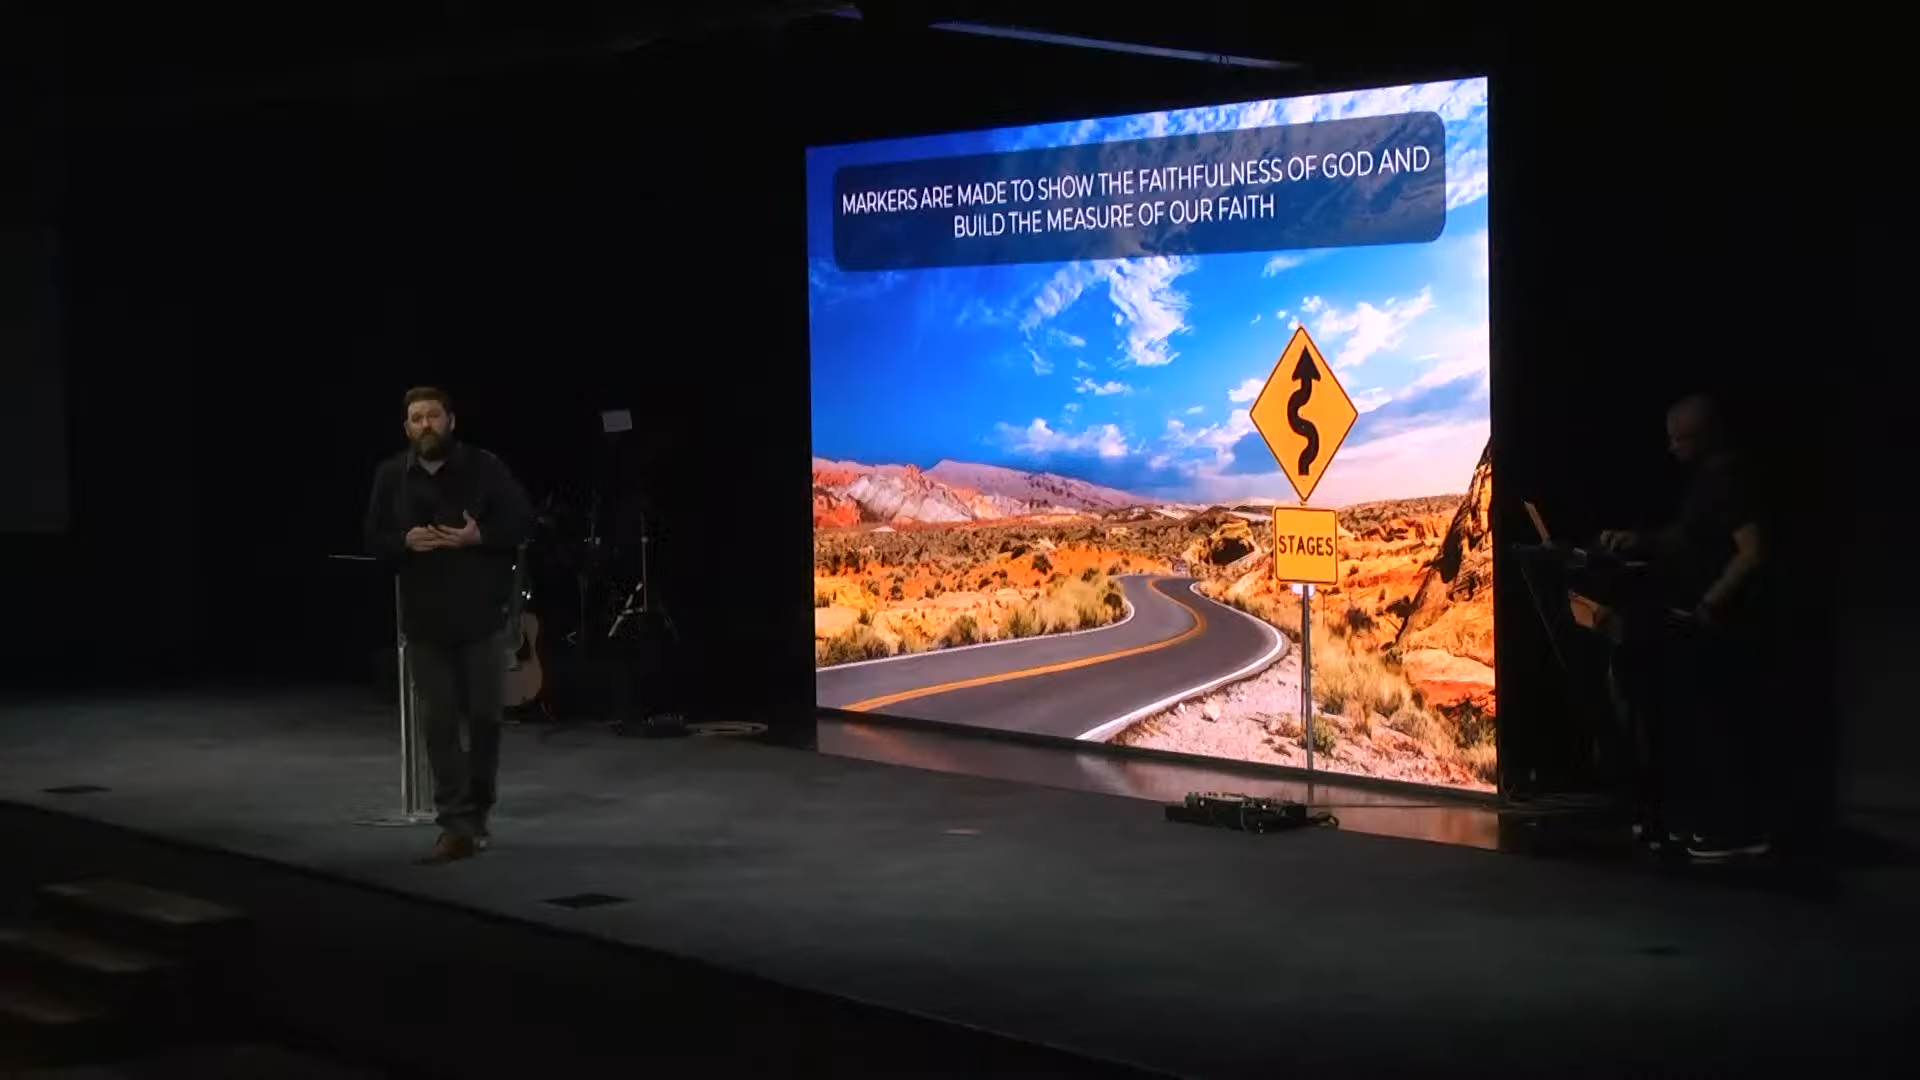 MARKERS ARE MADE TO SHOW THE FAITHFULNESS OF GOD AND
BUILD THE MEASURE OF OUR FAITH
STAGES